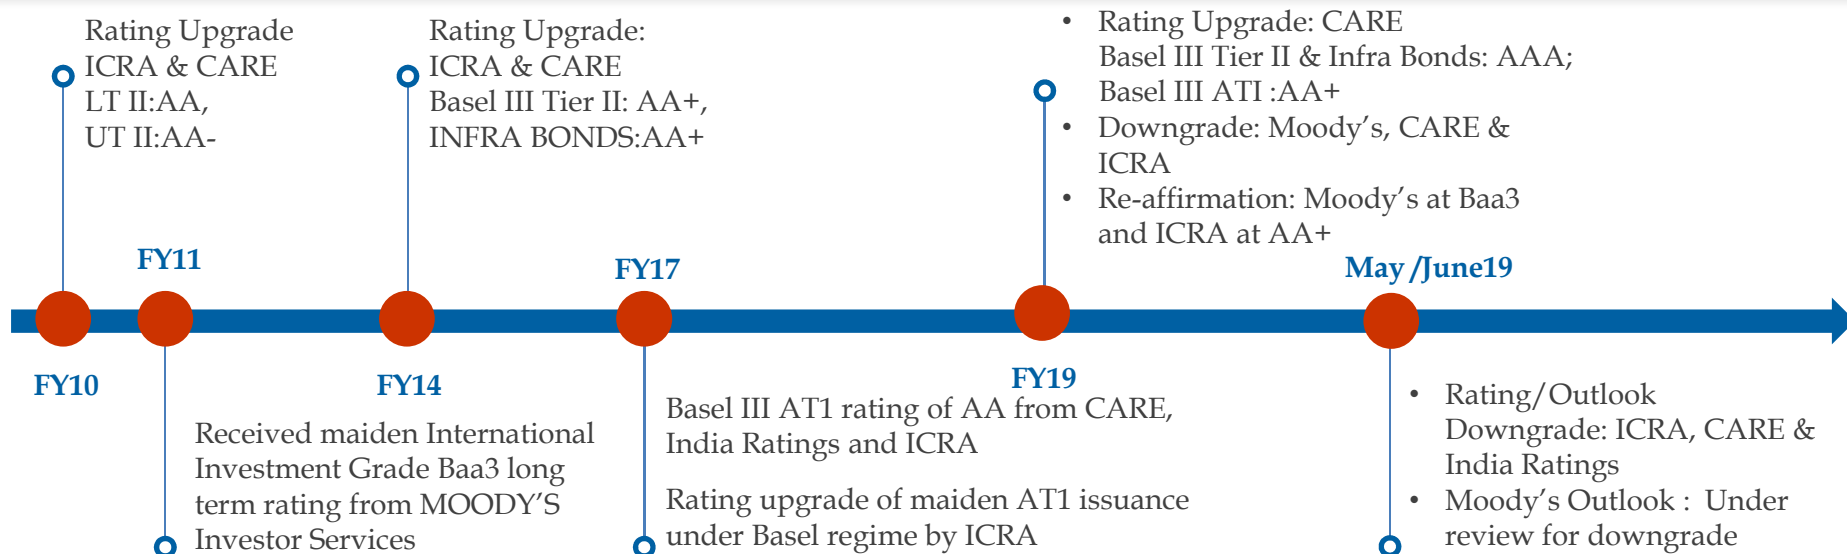 Rating Upgrade
ICRA & CARE
LT II:AA,
UT II:AA-
Rating Upgrade:
ICRA & CARE
Basel III Tier II: AA+,
INFRA BONDS:AA+
• Rating Upgrade: CARE
Basel III Tier II & Infra Bonds: AAA;
Basel III ATI :AA+
• Downgrade: Moody's, CARE &
ICRA
• Re-affirmation: Moody's at Baa3
and ICRA at AA+
FY11
FY17
May /June19
FY10
FY14
FY19
Received maiden International
Investment Grade Baa3 long
term rating from MOODY'S
Investor Services
Basel III AT1 rating of AA from CARE,
India Ratings and ICRA
Rating upgrade of maiden AT1 issuance
under Basel regime by ICRA
• Rating/Outlook
Downgrade: ICRA, CARE &
India Ratings
• Moody's Outlook : Under
review for downgrade